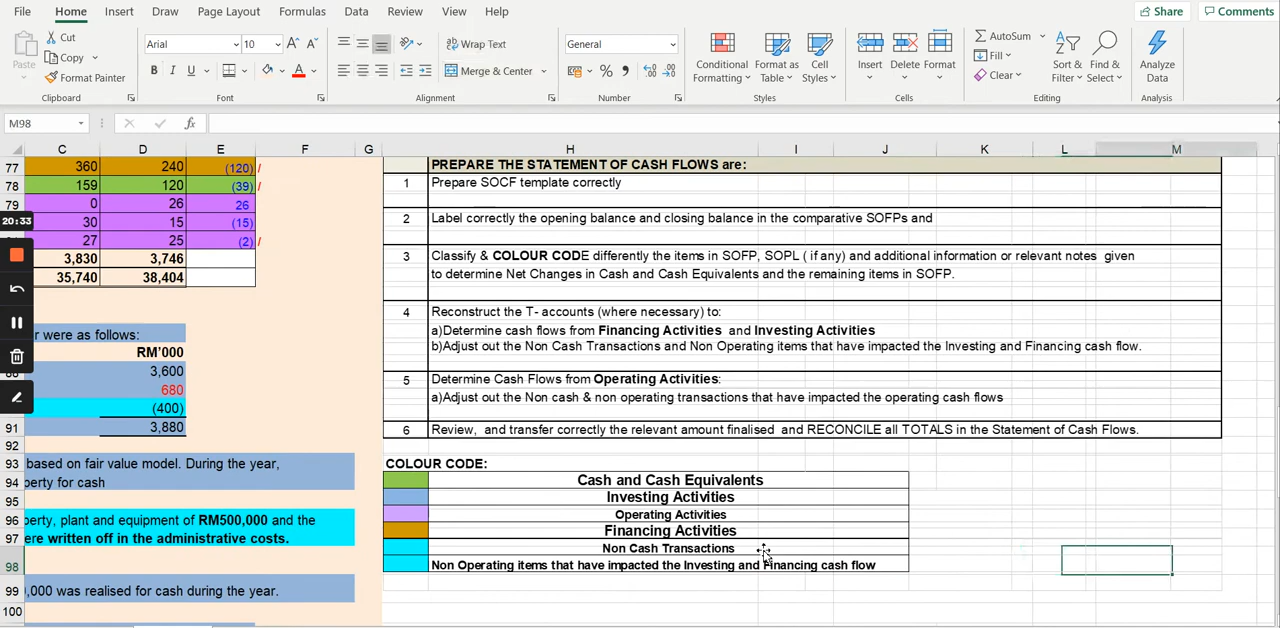 File Home Insert Draw Page Layout Formulas Data Review View Help Share Comments
Paste Cut Copy Format Painter Clipboard
Arial 10 A A B I U A Font
Wrap Text Merge & Center Alignment
General % , Number
Conditional Formatting Format as Table Cell Styles Styles
Insert Delete Format Cells
AutoSum Fill Clear Sort & Filter Find & Select Editing
Analyze Data Analysis
M98 fx
C D E F G H I J K L M
77 360 240 (120) /
78 159 120 (39) /
79 0 26 26
30 15 (15)
27 25 (2) /
3,830 3,746
35,740 38,404
20:33
r were as follows:
RM'000
3,600
680
(400)
91 3,880
92
93 based on fair value model. During the year,
94 perty for cash
95
96 perty, plant and equipment of RM500,000 and the
97 ere written off in the administrative costs.
98
99 ,000 was realised for cash during the year.
100
PREPARE THE STATEMENT OF CASH FLOWS are:
1 Prepare SOCF template correctly
2 Label correctly the opening balance and closing balance in the comparative SOFPs and
3 Classify & COLOUR CODE differently the items in SOFP, SOPL ( if any) and additional information or relevant notes given
to determine Net Changes in Cash and Cash Equivalents and the remaining items in SOFP.
4 Reconstruct the T- accounts (where necessary) to:
a)Determine cash flows from Financing Activities and Investing Activities
b)Adjust out the Non Cash Transactions and Non Operating items that have impacted the Investing and Financing cash flow.
5 Determine Cash Flows from Operating Activities:
a)Adjust out the Non cash & non operating transactions that have impacted the operating cash flows
6 Review, and transfer correctly the relevant amount finalised and RECONCILE all TOTALS in the Statement of Cash Flows.
COLOUR CODE:
Cash and Cash Equivalents
Investing Activities
Operating Activities
Financing Activities
Non Cash Transactions
Non Operating items that have impacted the Investing and Financing cash flow